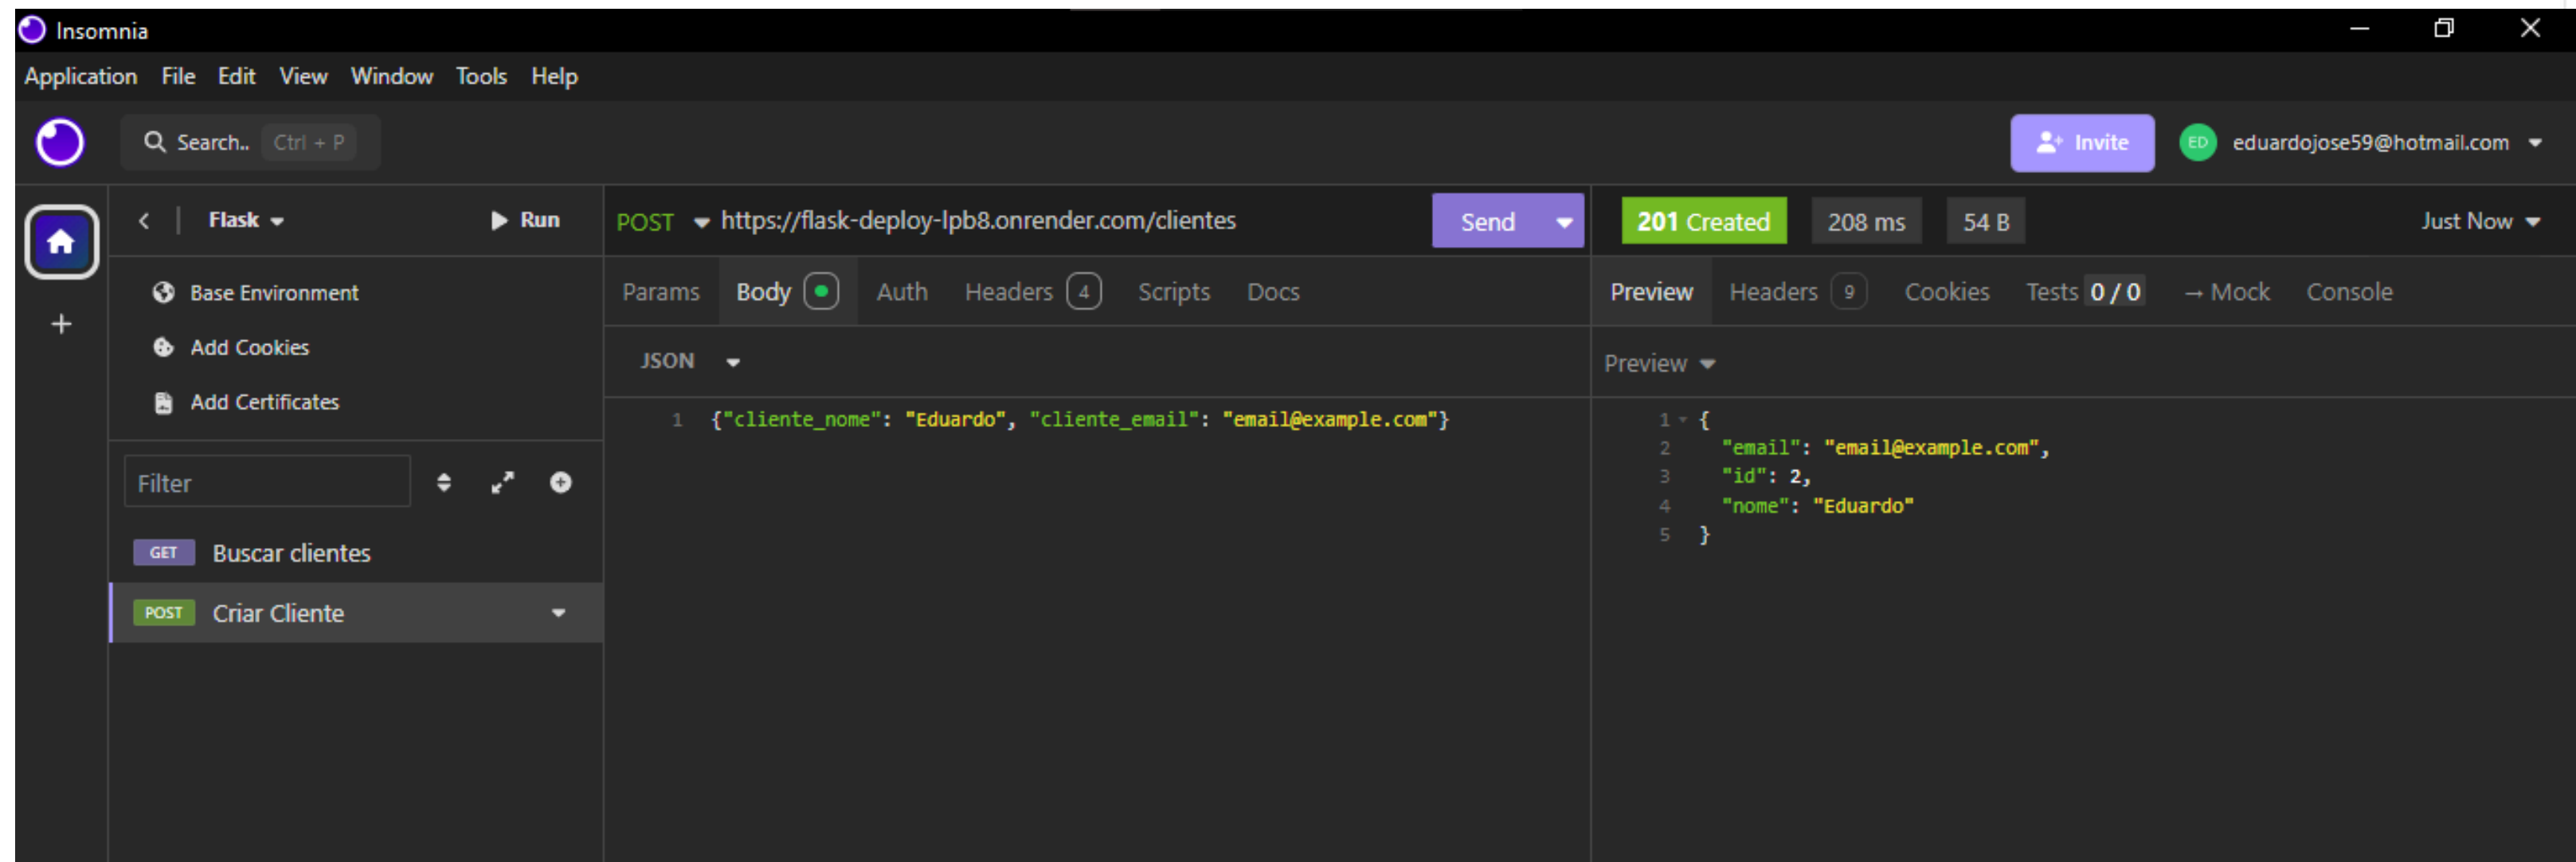 Insomnia
Application File Edit View Window Tools Help
Search.. Ctrl + P
Invite
ED
eduardojose59@hotmail.com
Flask
Run
Base Environment
Add Cookies
Add Certificates
Filter
GET Buscar clientes
POST Criar Cliente
POST https://flask-deploy-lpb8.onrender.com/clientes Send
Params Body Auth Headers 4 Scripts Docs
JSON
1 {"cliente_nome": "Eduardo", "cliente_email": "email@example.com"}
201 Created 208 ms 54 B Just Now
Preview Headers 9 Cookies Tests 0 / 0 → Mock Console
Preview
1 {
2 "email": "email@example.com",
3 "id": 2,
4 "nome": "Eduardo"
5 }